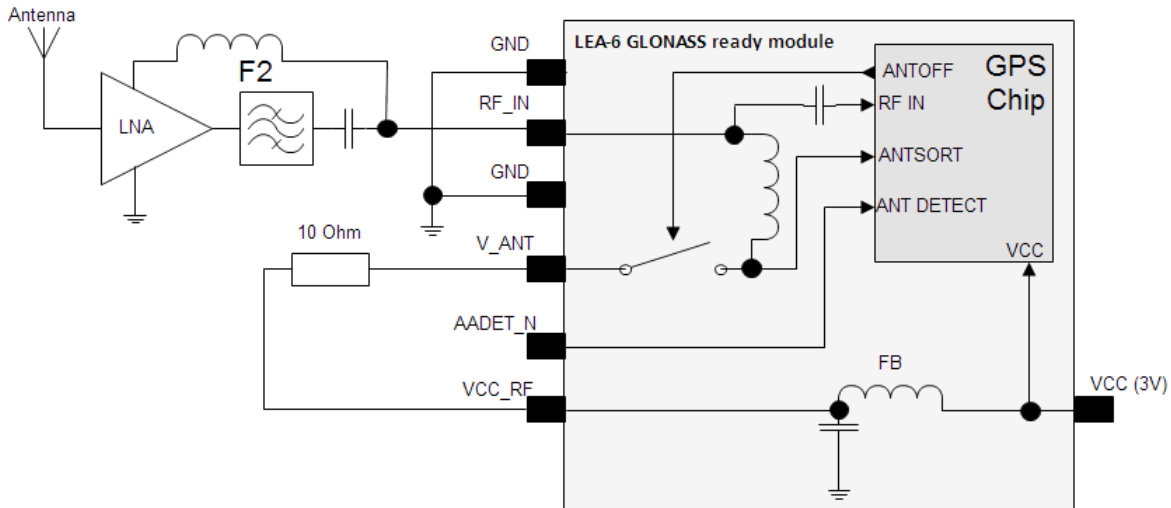 Antenna
F2
LNA
10 Ohm
GND
RF_IN
GND
V_ANT
AADET_N
VCC_RF
LEA-6 GLONASS ready module
ANTOFF
GPS
Chip
RF IN
ANTSORT
ANT DETECT
VCC
FB
VCC (3V)